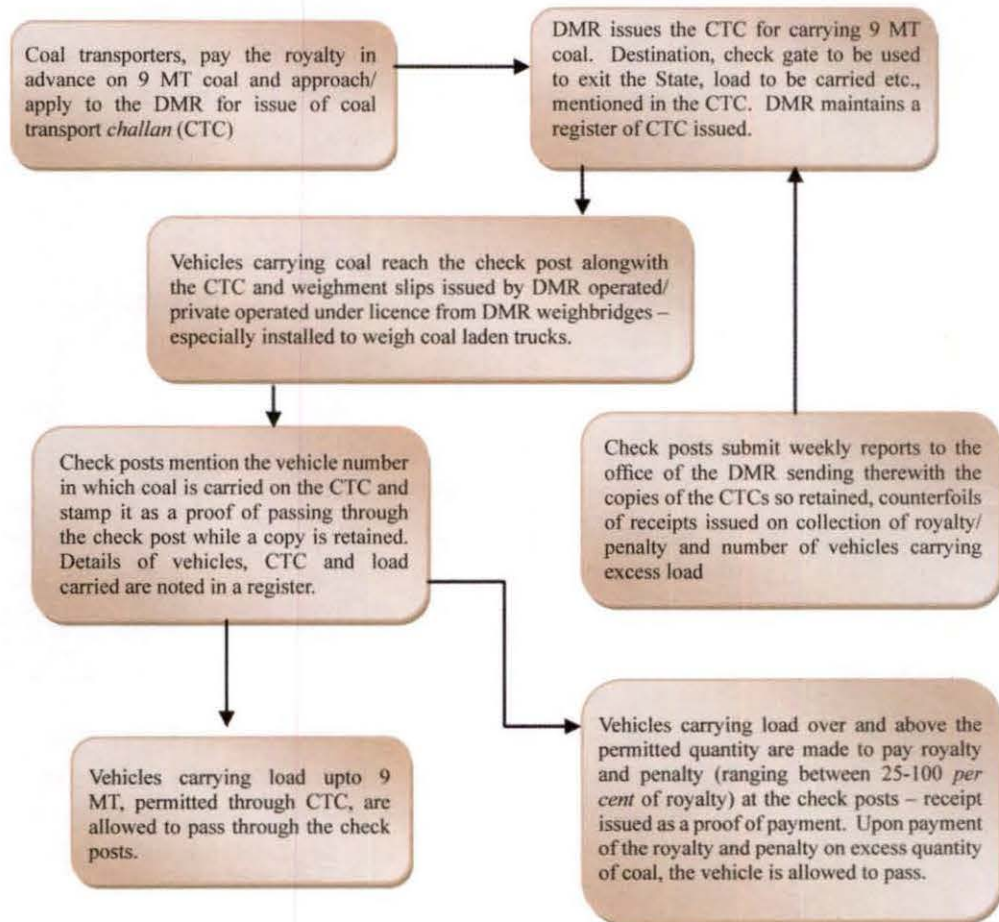 Coal transporters, pay the royalty in
advance on 9 MT coal and approach/
apply to the DMR for issue of coal
transport challan (CTC)
DMR issues the CTC for carrying 9 MT
coal. Destination, check gate to be used
to exit the State, load to be carried etc.,
mentioned in the CTC. DMR maintains a
register of CTC issued.
Vehicles carrying coal reach the check post alongwith
the CTC and weighment slips issued by DMR operated/
private operated under licence from DMR weighbridges –
especially installed to weigh coal laden trucks.
Check posts mention the vehicle number
in which coal is carried on the CTC and
stamp it as a proof of passing through
the check post while a copy is retained.
Details of vehicles, CTC and load
carried are noted in a register.
Check posts submit weekly reports to the
office of the DMR sending therewith the
copies of the CTCs so retained, counterfoils
of receipts issued on collection of royalty/
penalty and number of vehicles carrying
excess load
Vehicles carrying load upto 9
MT, permitted through CTC, are
allowed to pass through the check
posts.
Vehicles carrying load over and above the
permitted quantity are made to pay royalty
and penalty (ranging between 25-100 per
cent of royalty) at the check posts – receipt
issued as a proof of payment. Upon payment
of the royalty and penalty on excess quantity
of coal, the vehicle is allowed to pass.